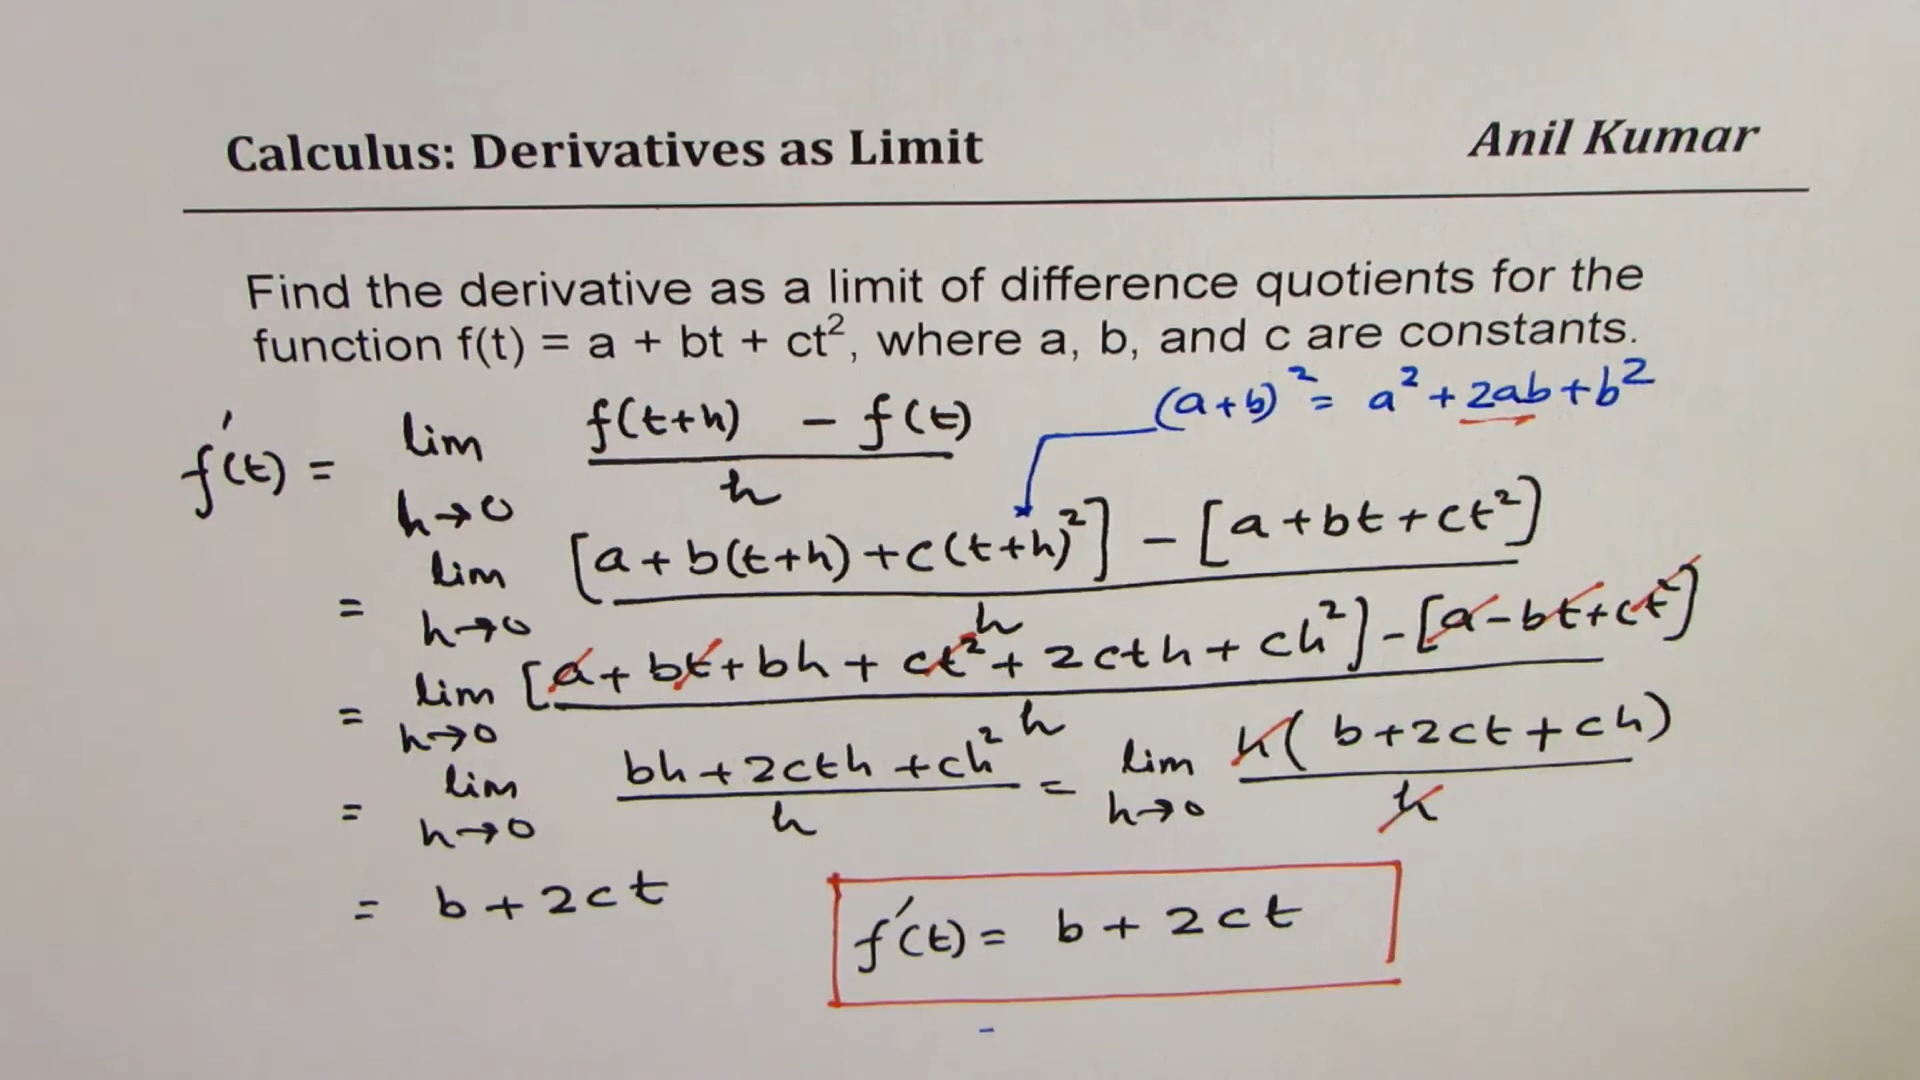 Calculus: Derivatives as Limit
Anil Kumar
Find the derivative as a limit of difference quotients for the
function f(t) = a + bt + ct², where a, b, and c are constants.
(a+b)² = a² + 2ab + b²
f'(t) = lim h→0 f(t+h) - f(t) / h
= lim h→0 [a + b(t+h) + c(t+h)²] - [a + bt + ct²] / h
= lim h→0 [a + bt + bh + ct² + 2cth + ch²] - [a - bt + ct²] / h
= lim h→0 bh + 2cth + ch² / h = lim h→0 h( b + 2ct + ch) / h
= b + 2ct
f'(t) = b + 2ct